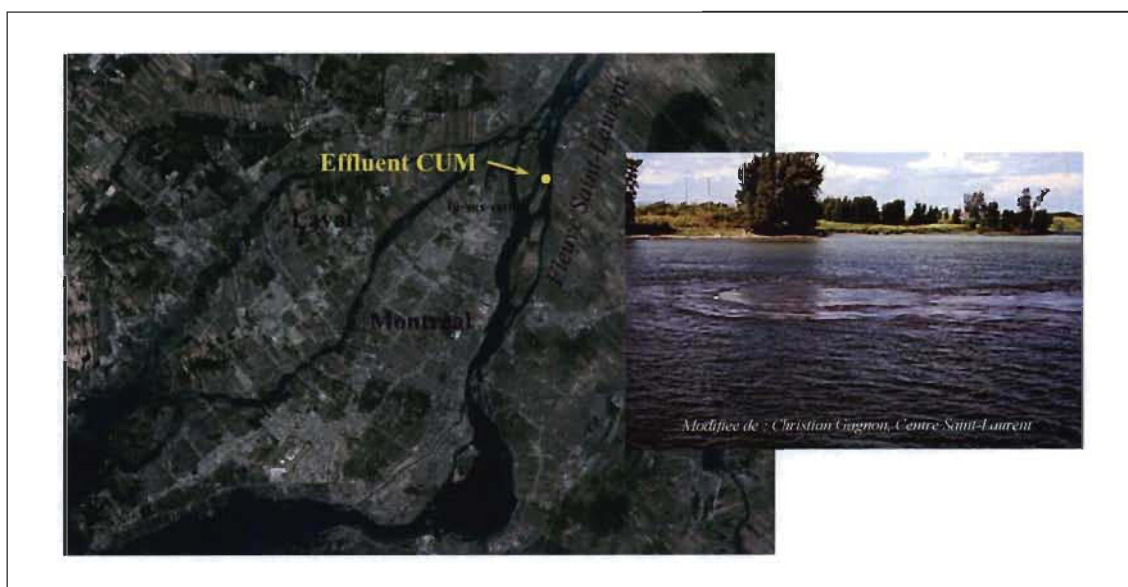 Effluent CUM
Laval
Montréal
Fleuve Saint-Laurent
Modifiée de : Christian Gagnon, Centre Saint-Laurent